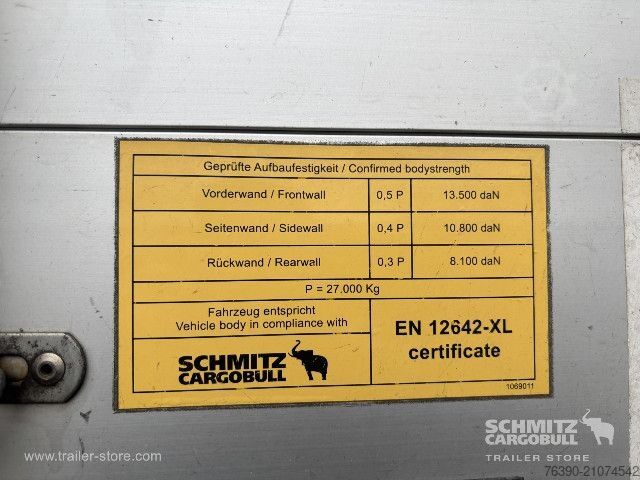 Geprüfte Aufbaufestigkeit / Confirmed bodystrength
Vorderwand / Frontwall 0,5 P 13.500 daN
Seitenwand / Sidewall 0,4 P 10.800 daN
Rückwand / Rearwall 0,3 P 8.100 daN
P = 27.000 Kg
Fahrzeug entspricht
Vehicle body in compliance with
SCHMITZ
CARGOBULL
EN 12642-XL
certificate
1069011
www.trailer-store.com
SCHMITZ
CARGOBULL
TRAILER STORE
76390-21074542